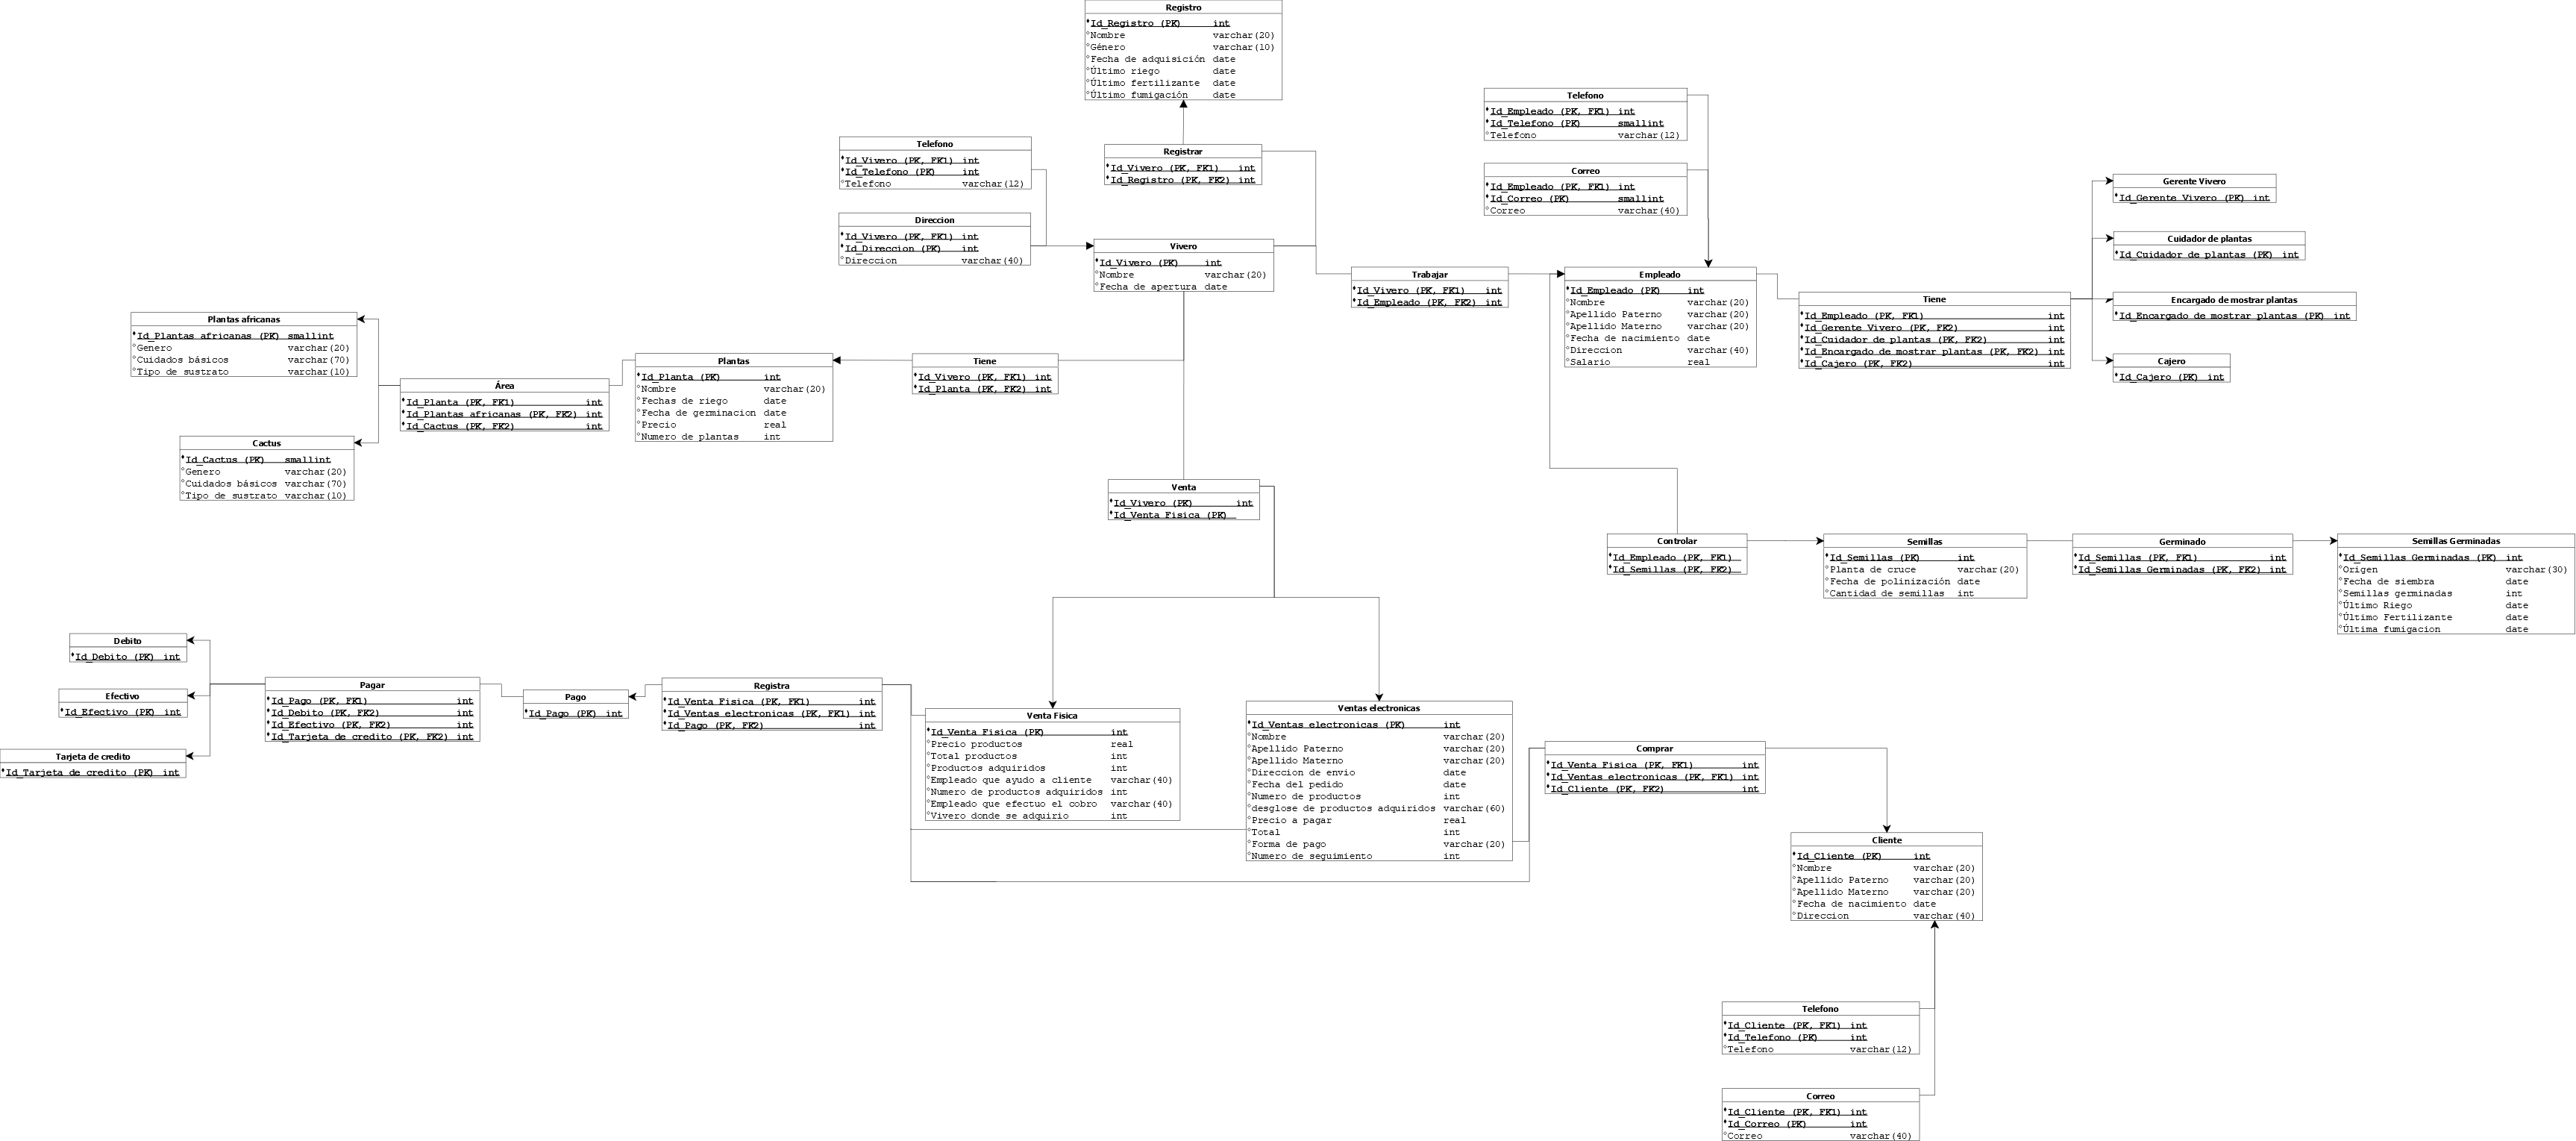 Registro
Id_Registro (PK) int
Nombre varchar(20)
Género varchar(10)
Fecha de adquisición date
Último riego date
Último fertilizante date
Último fumigación date
Telefono
Id_Empleado (PK, FK1) int
Id_Telefono (PK) smallint
Telefono varchar(12)
Telefono
Id_Vivero (PK, FK1) int
Id_Telefono (PK) int
Telefono varchar(12)
Registrar
Id_Vivero (PK, FK1) int
Id_Registro (PK, FK2) int
Correo
Id_Empleado (PK, FK1) int
Id_Correo (PK) smallint
Correo varchar(40)
Gerente Vivero
Id_Gerente Vivero (PK) int
Direccion
Id_Vivero (PK, FK1) int
Id_Direccion (PK) int
Direccion varchar(40)
Cuidador de plantas
Id_Cuidador de plantas (PK) int
Vivero
Id_Vivero (PK) int
Nombre varchar(20)
Fecha de apertura date
Trabajar
Id_Vivero (PK, FK1) int
Id_Empleado (PK, FK2) int
Empleado
Id_Empleado (PK) int
Nombre varchar(20)
Apellido Paterno varchar(20)
Apellido Materno varchar(20)
Fecha de nacimiento date
Direccion varchar(40)
Salario real
Tiene
Id_Empleado (PK, FK1) int
Id_Gerente Vivero (PK, FK2) int
Id_Cuidador de plantas (PK, FK2) int
Id_Encargado de mostrar plantas (PK, FK2) int
Id_Cajero (PK, FK2) int
Encargado de mostrar plantas
Id_Encargado de mostrar plantas (PK) int
Cajero
Id_Cajero (PK) int
Plantas africanas
Id_Plantas africanas (PK) smallint
Genero varchar(20)
Cuidados básicos varchar(70)
Tipo de sustrato varchar(10)
Plantas
Id_Planta (PK) int
Nombre varchar(20)
Fechas de riego date
Fecha de germinacion date
Precio real
Numero de plantas int
Tiene
Id_Vivero (PK, FK1) int
Id_Planta (PK, FK2) int
Área
Id_Planta (PK, FK1) int
Id_Plantas africanas (PK, FK2) int
Id_Cactus (PK, FK2) int
Cactus
Id_Cactus (PK) smallint
Genero varchar(20)
Cuidados básicos varchar(70)
Tipo de sustrato varchar(10)
Venta
Id_Vivero (PK) int
Id_Venta Fisica (PK)
Controlar
Id_Empleado (PK, FK1)
Id_Semillas (PK, FK2)
Semillas
Id_Semillas (PK) int
Planta de cruce varchar(20)
Fecha de polinización date
Cantidad de semillas int
Germinado
Id_Semillas (PK, FK1) int
Id_Semillas Germinadas (PK, FK2) int
Semillas Germinadas
Id_Semillas Germinadas (PK) int
Origen varchar(30)
Fecha de siembra date
Semillas germinadas int
Último Riego date
Último Fertilizante date
Última fumigacion date
Debito
Id_Debito (PK) int
Efectivo
Id_Efectivo (PK) int
Tarjeta de credito
Id_Tarjeta de credito (PK) int
Pagar
Id_Pago (PK, FK1) int
Id_Debito (PK, FK2) int
Id_Efectivo (PK, FK2) int
Id_Tarjeta de credito (PK, FK2) int
Pago
Id_Pago (PK) int
Registra
Id_Venta Fisica (PK, FK1) int
Id_Ventas electronicas (PK, FK1) int
Id_Pago (PK, FK2) int
Venta Fisica
Id_Venta Fisica (PK) int
Precio productos real
Total productos int
Productos adquiridos int
Empleado que ayudo a cliente varchar(40)
Numero de productos adquiridos int
Empleado que efectuo el cobro varchar(40)
Vivero donde se adquirio int
Ventas electronicas
Id_Ventas electronicas (PK) int
Nombre varchar(20)
Apellido Paterno varchar(20)
Apellido Materno varchar(20)
Direccion de envio date
Fecha del pedido date
Numero de productos int
desglose de productos adquiridos varchar(60)
Precio a pagar real
Total int
Forma de pago varchar(20)
Numero de seguimiento int
Comprar
Id_Venta Fisica (PK, FK1) int
Id_Ventas electronicas (PK, FK1) int
Id_Cliente (PK, FK2) int
Cliente
Id_Cliente (PK) int
Nombre varchar(20)
Apellido Paterno varchar(20)
Apellido Materno varchar(20)
Fecha de nacimiento date
Direccion varchar(40)
Telefono
Id_Cliente (PK, FK1) int
Id_Telefono (PK) int
Telefono varchar(12)
Correo
Id_Cliente (PK, FK1) int
Id_Correo (PK) int
Correo varchar(40)